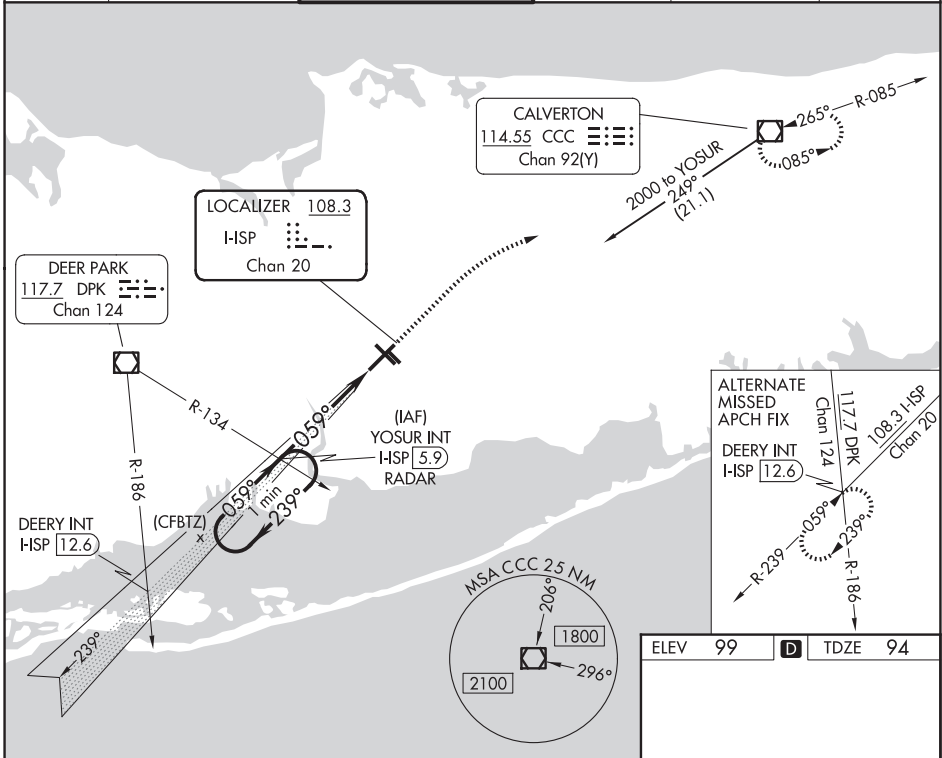 CALVERTON
114.55 CCC
Chan 92(Y)
265°
R-085
085°
2000 to YOSUR
249°
(21.1)
LOCALIZER 108.3
I-ISP
Chan 20
DEER PARK
117.7 DPK
Chan 124
R-134
R-186
059°
(IAF)
YOSUR INT
I-ISP 5.9
RADAR
059°
1 min
239°
(CFBTZ)
x
DEERY INT
I-ISP 12.6
239°
MSA CCC 25 NM
206°
1800
296°
2100
ALTERNATE
MISSED
APCH FIX
117.7 DPK
Chan 124
108.3 I-ISP
Chan 20
DEERY INT
I-ISP 12.6
059°
239°
R-239
R-186
ELEV 99 D TDZE 94